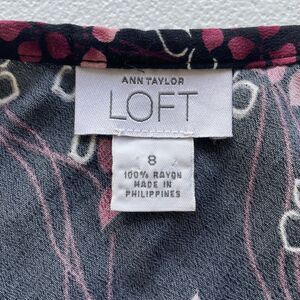 ANN TAYLOR
LOFT
8
100% RAYON
MADE IN
PHILIPPINES